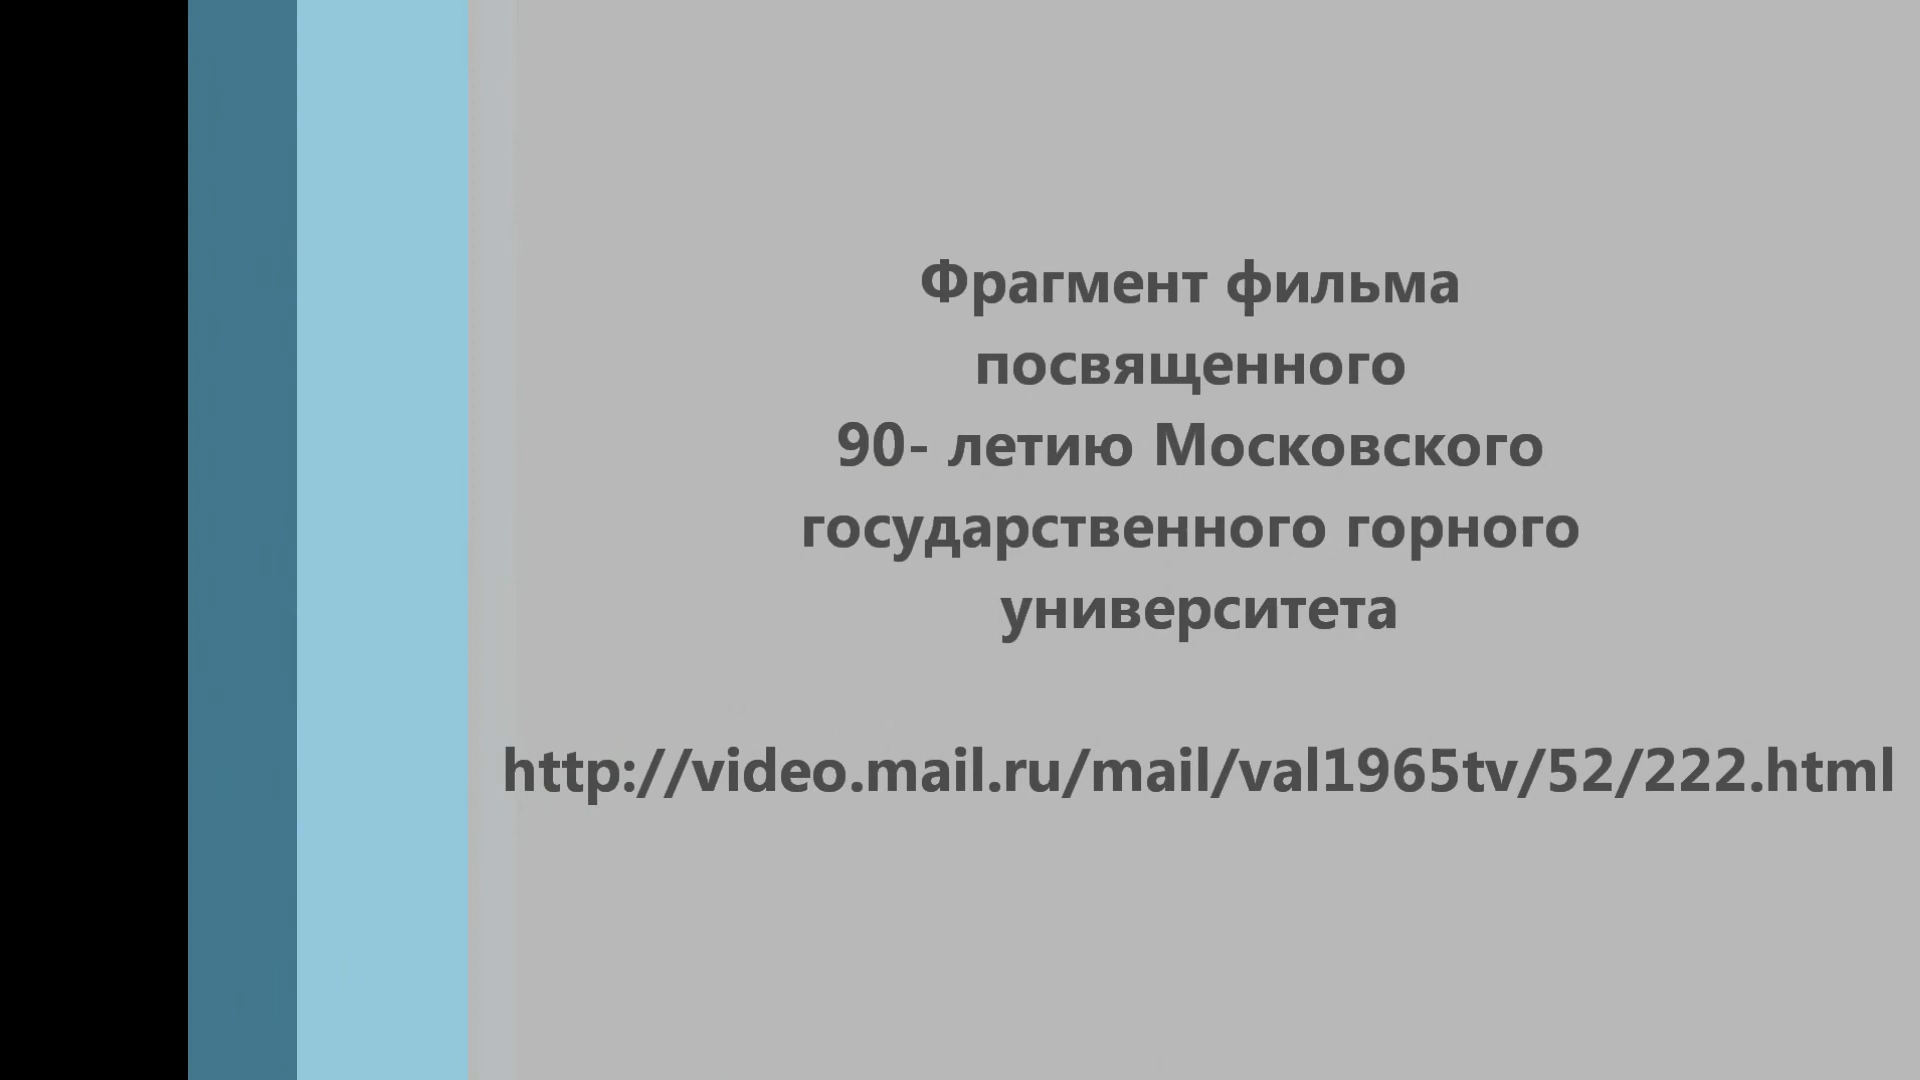 Фрагмент фильма
посвященного
90- летию Московского
государственного горного
университета
http://video.mail.ru/mail/val1965tv/52/222.html